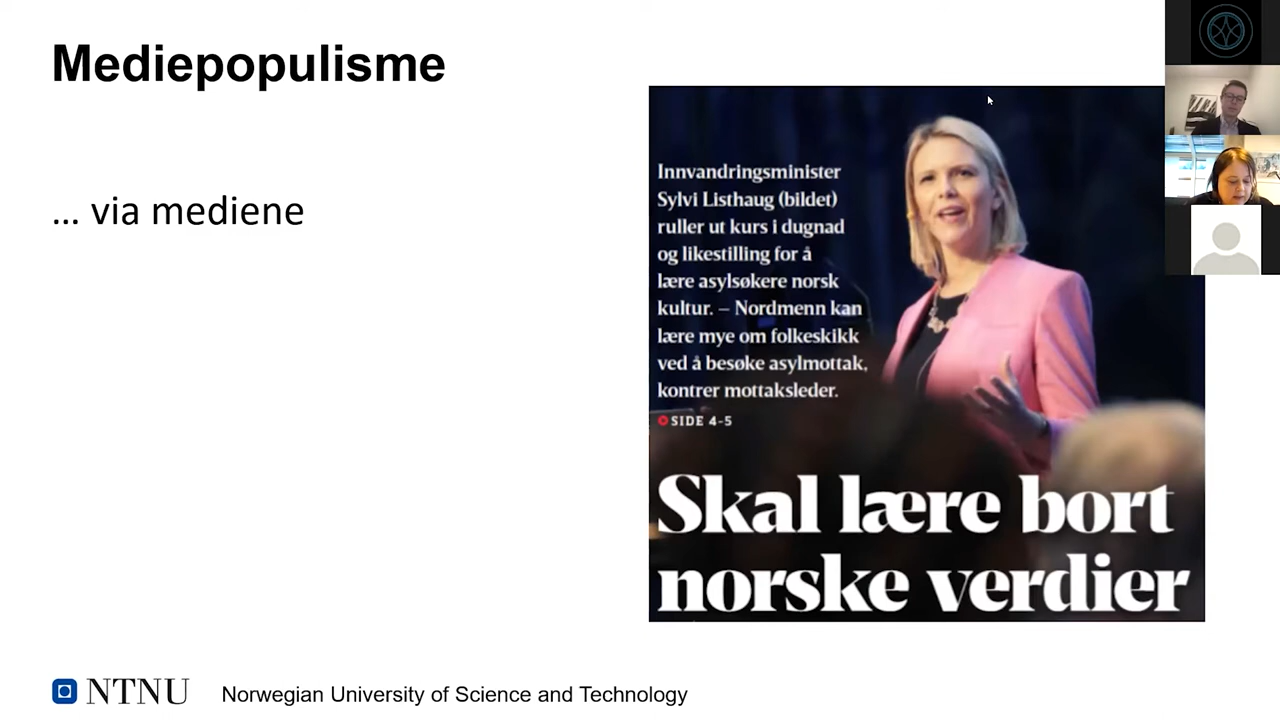 Mediepopulisme
... via mediene
Innvandringsminister
Sylvi Listhaug (bildet)
ruller ut kurs i dugnad
og likestilling for å
lære asylsøkere norsk
kultur. – Nordmenn kan
lære mye om folkeskikk
ved å besøke asylmottak,
kontrer mottaksleder.
SIDE 4-5
Skal lære bort
norske verdier
NTNU
Norwegian University of Science and Technology